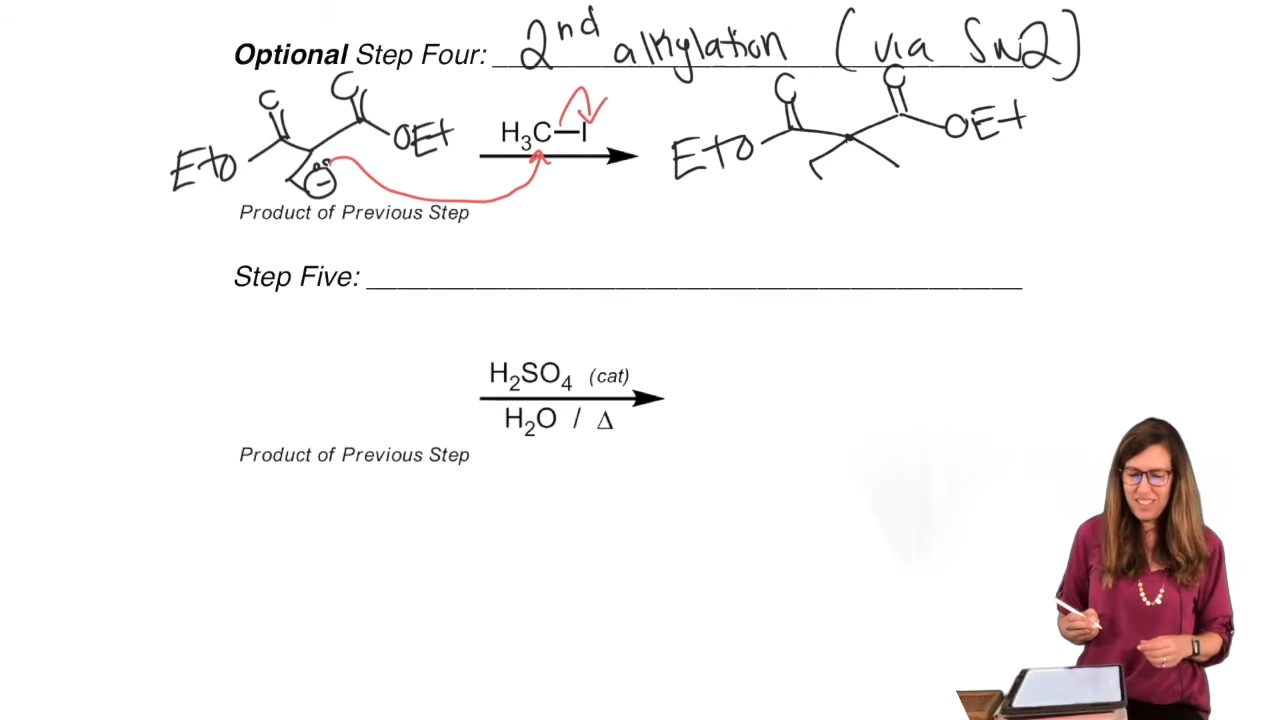 Optional Step Four: 2nd alkylation (via SN2)
O O O O
EtO OEt H3C–I EtO OEt
⊖
Product of Previous Step
Step Five: ____________________
H2SO4 (cat)
H2O / Δ
Product of Previous Step